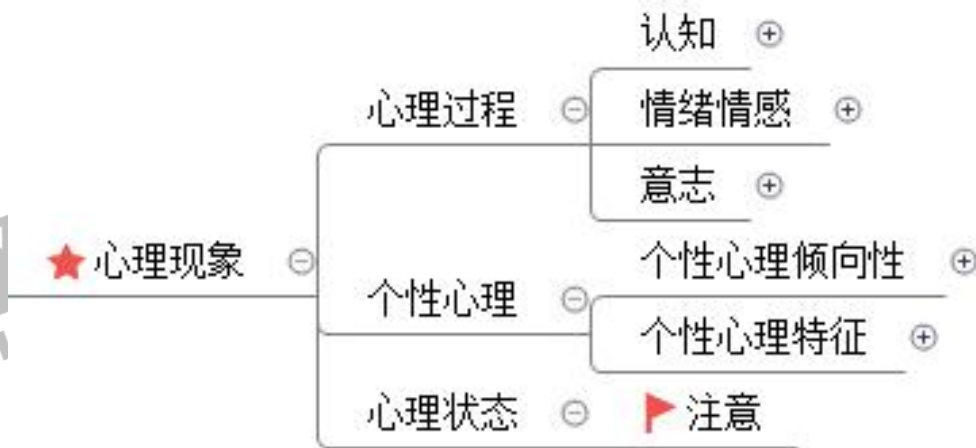 认知
心理过程
情绪情感
意志
心理现象
个性心理倾向性
个性心理
个性心理特征
心理状态
注意